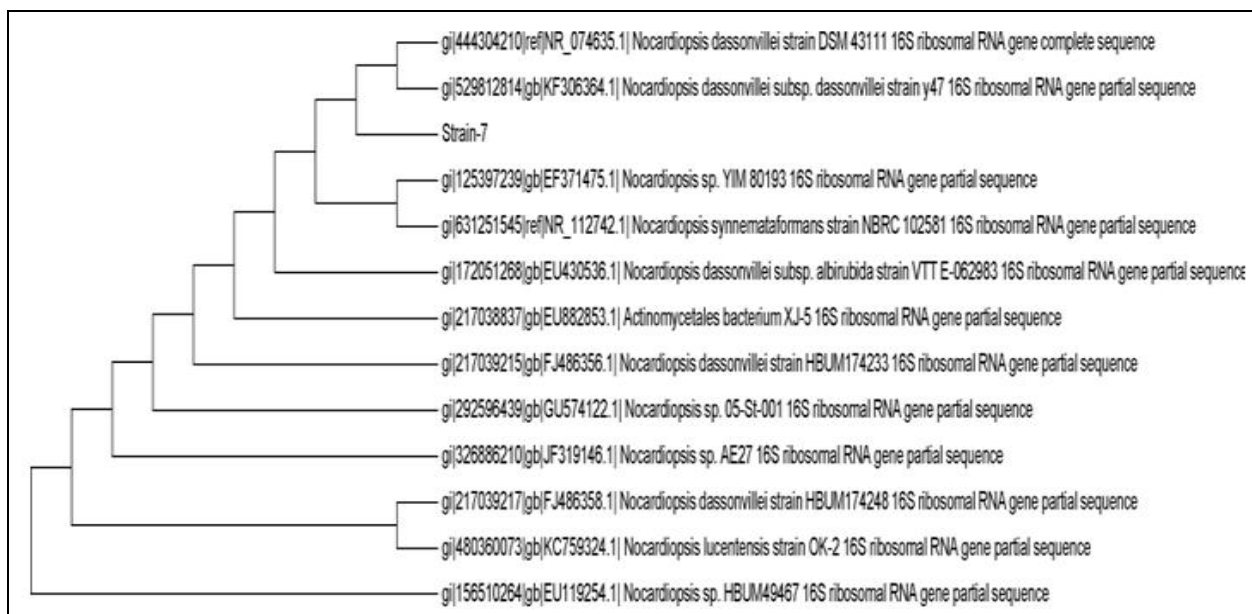 gi|444304210|ref|NR_074635.1| Nocardiopsis dassonvillei strain DSM 43111 16S ribosomal RNA gene complete sequence
gi|529812814|gb|KF306364.1| Nocardiopsis dassonvillei subsp. dassonvillei strain y47 16S ribosomal RNA gene partial sequence
Strain-7
gi|125397239|gb|EF371475.1| Nocardiopsis sp. YIM 80193 16S ribosomal RNA gene partial sequence
gi|631251545|ref|NR_112742.1| Nocardiopsis synnemataformans strain NBRC 102581 16S ribosomal RNA gene partial sequence
gi|172051268|gb|EU430536.1| Nocardiopsis dassonvillei subsp. albirubida strain VTT E-062983 16S ribosomal RNA gene partial sequence
gi|217038837|gb|EU882853.1| Actinomycetales bacterium XJ-5 16S ribosomal RNA gene partial sequence
gi|217039215|gb|FJ486356.1| Nocardiopsis dassonvillei strain HBUM174233 16S ribosomal RNA gene partial sequence
gi|292596439|gb|GU574122.1| Nocardiopsis sp. 05-St-001 16S ribosomal RNA gene partial sequence
gi|326886210|gb|JF319146.1| Nocardiopsis sp. AE27 16S ribosomal RNA gene partial sequence
gi|217039217|gb|FJ486358.1| Nocardiopsis dassonvillei strain HBUM174248 16S ribosomal RNA gene partial sequence
gi|480360073|gb|KC759324.1| Nocardiopsis lucentensis strain OK-2 16S ribosomal RNA gene partial sequence
gi|156510264|gb|EU119254.1| Nocardiopsis sp. HBUM49467 16S ribosomal RNA gene partial sequence